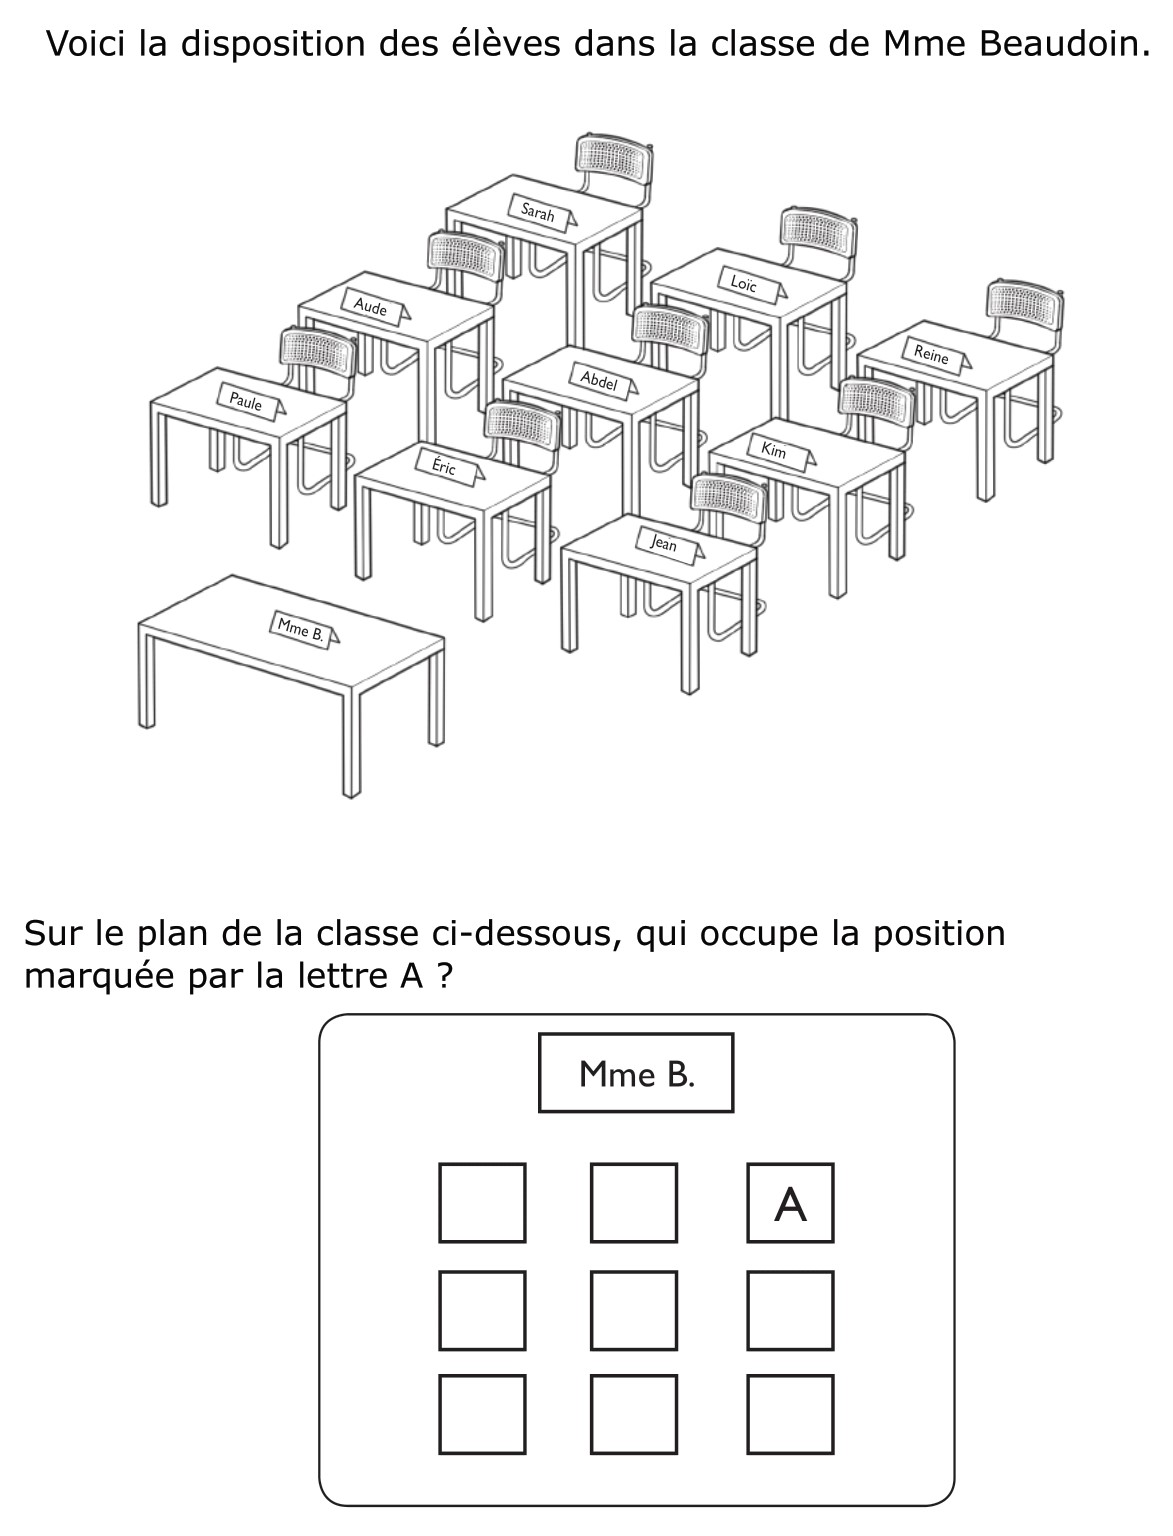 Voici la disposition des élèves dans la classe de Mme Beaudoin.
Sarah
Loïc
Aude
Reine
Abdel
Paule
Kim
Éric
Jean
Mme B.
Sur le plan de la classe ci-dessous, qui occupe la position
marquée par la lettre A ?
Mme B.
A